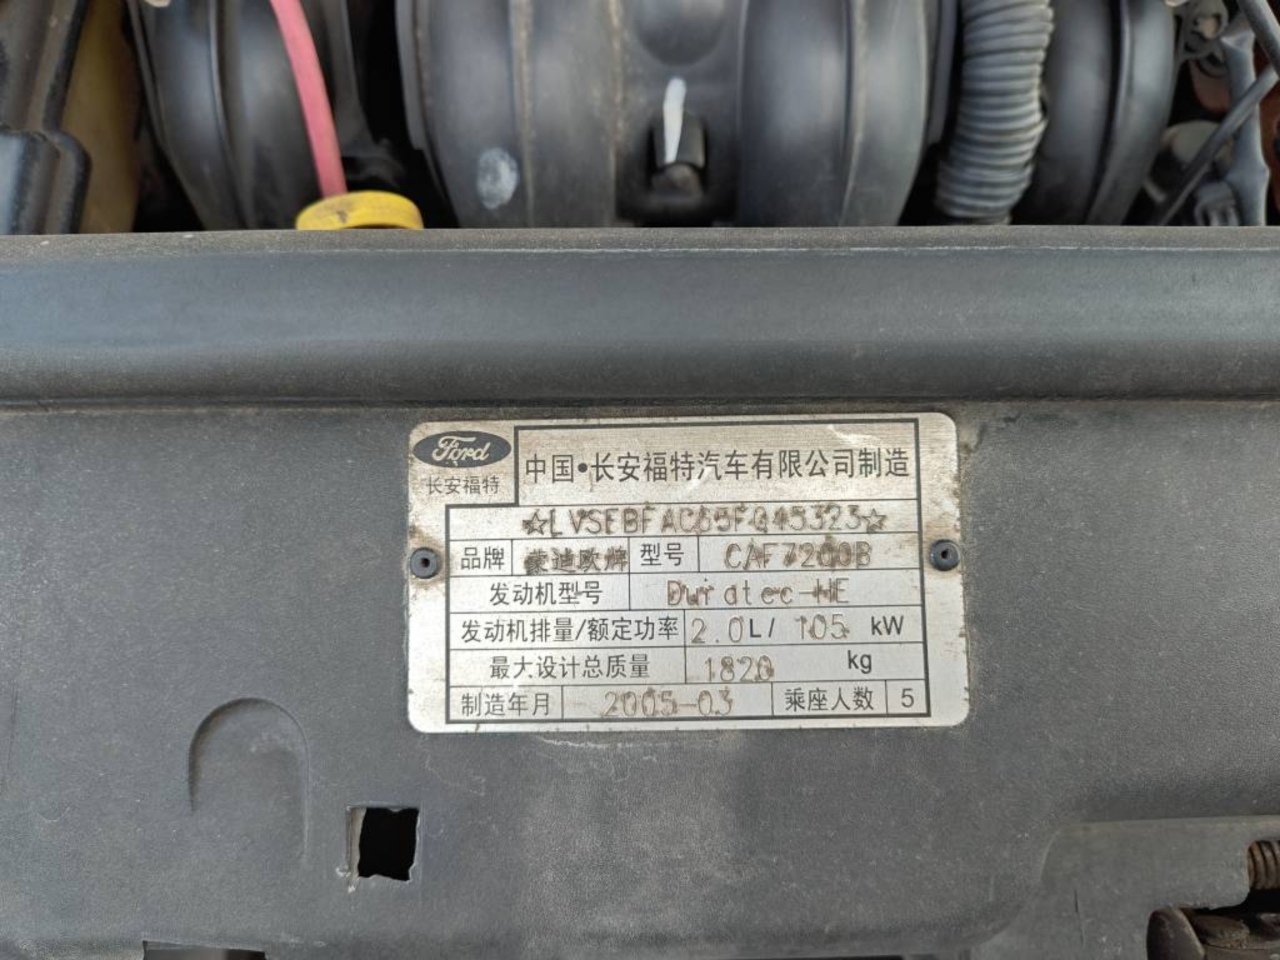 Ford
长安福特
中国·长安福特汽车有限公司制造
☆LVSFBFAC65FG45323☆
品牌 蒙迪欧牌 型号 CAF7200B
发动机型号 Duratec-HE
发动机排量/额定功率 2.0L/ 105 kW
最大设计总质量 1820 kg
制造年月 2005-03 乘座人数 5